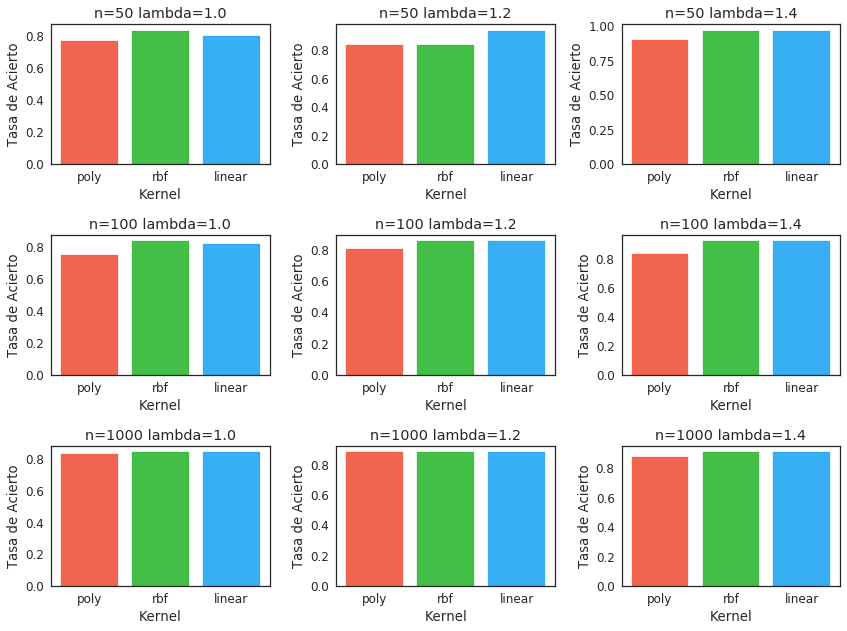 n=50 lambda=1.0
Tasa de Acierto
0.8
0.6
0.4
0.2
0.0
poly rbf linear
Kernel
n=50 lambda=1.2
Tasa de Acierto
0.8
0.6
0.4
0.2
0.0
poly rbf linear
Kernel
n=50 lambda=1.4
Tasa de Acierto
1.00
0.75
0.50
0.25
0.00
poly rbf linear
Kernel
n=100 lambda=1.0
Tasa de Acierto
0.8
0.6
0.4
0.2
0.0
poly rbf linear
Kernel
n=100 lambda=1.2
Tasa de Acierto
0.8
0.6
0.4
0.2
0.0
poly rbf linear
Kernel
n=100 lambda=1.4
Tasa de Acierto
0.8
0.6
0.4
0.2
0.0
poly rbf linear
Kernel
n=1000 lambda=1.0
Tasa de Acierto
0.8
0.6
0.4
0.2
0.0
poly rbf linear
Kernel
n=1000 lambda=1.2
Tasa de Acierto
0.8
0.6
0.4
0.2
0.0
poly rbf linear
Kernel
n=1000 lambda=1.4
Tasa de Acierto
0.8
0.6
0.4
0.2
0.0
poly rbf linear
Kernel